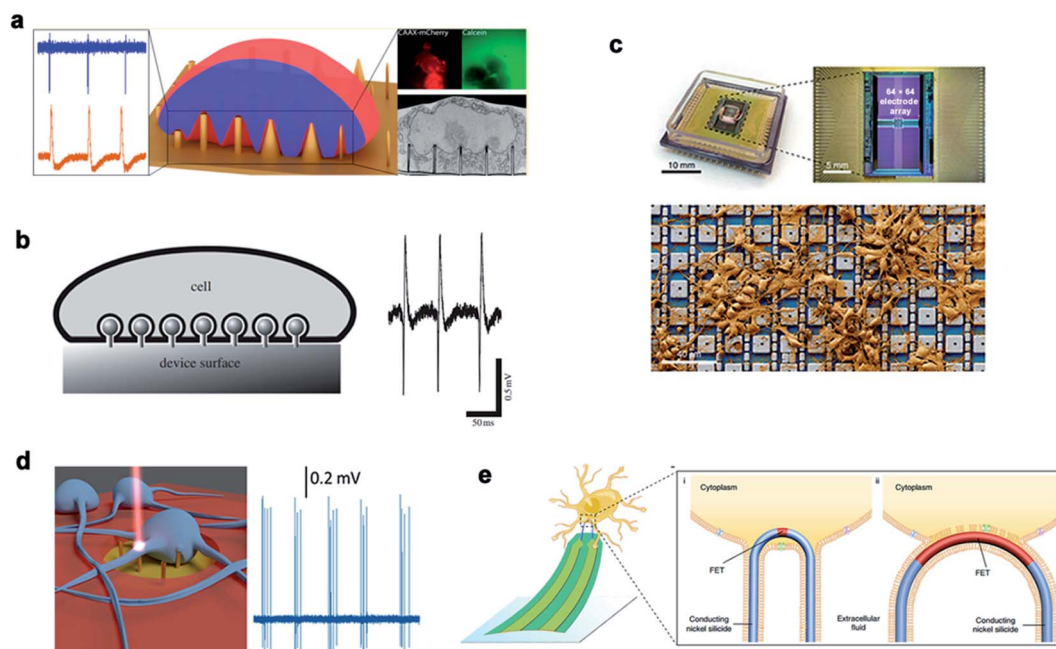 a
CAAX-mCherry
Calcein
b
cell
device surface
0.5 mV
50 ms
c
64 × 64
electrode
array
10 mm
5 mm
d
0.2 mV
e
i
Cytoplasm
FET
Conducting
nickel silicide
Extracellular
fluid
ii
Cytoplasm
FET
Conducting
nickel silicide